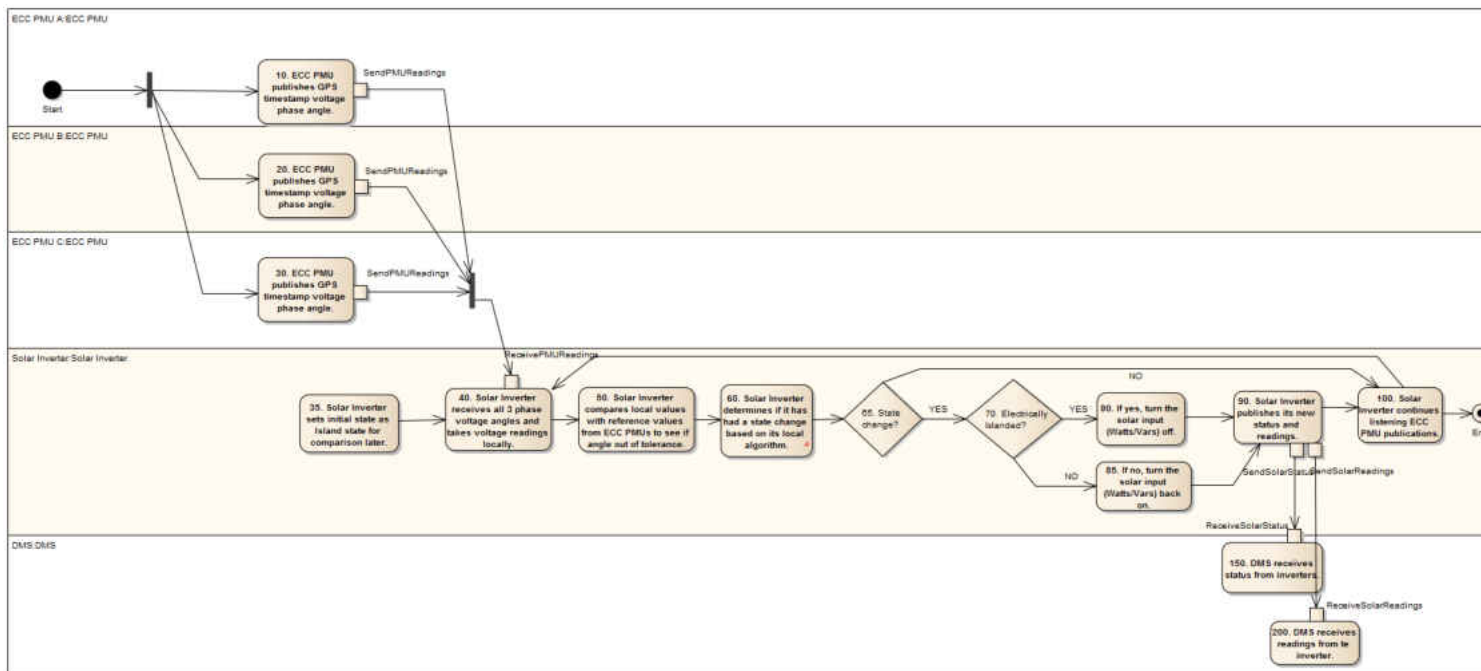 ECC PMU A:ECC PMU
Start
10. ECC PMU
publishes GPS
timestamp voltage
phase angle.
SendPMUReadings
ECC PMU B:ECC PMU
20. ECC PMU
publishes GPS
timestamp voltage
phase angle.
SendPMUReadings
ECC PMU C:ECC PMU
30. ECC PMU
publishes GPS
timestamp voltage
phase angle.
SendPMUReadings
Solar Inverter:Solar Inverter
ReceivePMUReadings
35. Solar Inverter
sets initial state as
Island state for
comparison later.
40. Solar Inverter
receives all 3 phase
voltage angles and
takes voltage readings
locally.
50. Solar Inverter
compares local values
with reference values
from ECC PMUs to see if
angle out of tolerance.
60. Solar Inverter
determines if it has
had a state change
based on its local
algorithm.
65. State
change?
NO
YES
70. Electrically
Islanded?
YES
NO
80. If yes, turn the
solar input
(Watts/Vars) off.
85. If no, turn the
solar input
(Watts/Vars) back
on.
90. Solar Inverter
publishes its new
status and
readings.
SendSolarStatus
SendSolarReadings
100. Solar
Inverter continues
listening ECC
PMU publications.
DMS:DMS
ReceiveSolarStatus
150. DMS receives
status from inverters.
ReceiveSolarReadings
200. DMS receives
readings from te
inverter.